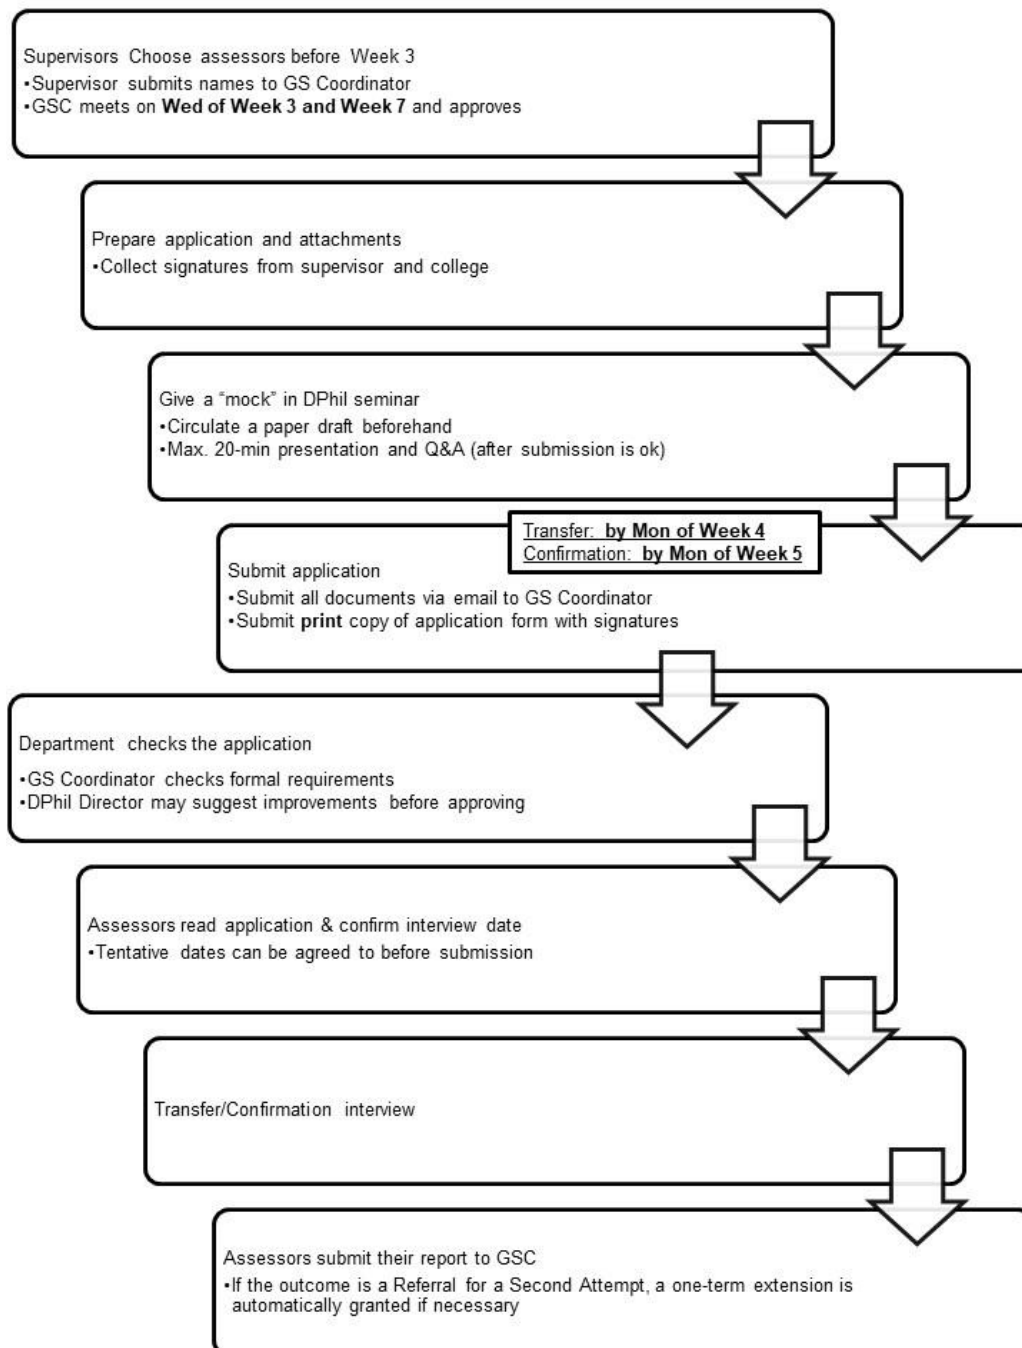 Supervisors Choose assessors before Week 3
•Supervisor submits names to GS Coordinator
•GSC meets on Wed of Week 3 and Week 7 and approves
Prepare application and attachments
•Collect signatures from supervisor and college
Give a “mock” in DPhil seminar
•Circulate a paper draft beforehand
•Max. 20-min presentation and Q&A (after submission is ok)
Transfer: by Mon of Week 4
Confirmation: by Mon of Week 5
Submit application
•Submit all documents via email to GS Coordinator
•Submit print copy of application form with signatures
Department checks the application
•GS Coordinator checks formal requirements
•DPhil Director may suggest improvements before approving
Assessors read application & confirm interview date
•Tentative dates can be agreed to before submission
Transfer/Confirmation interview
Assessors submit their report to GSC
•If the outcome is a Referral for a Second Attempt, a one-term extension is
automatically granted if necessary